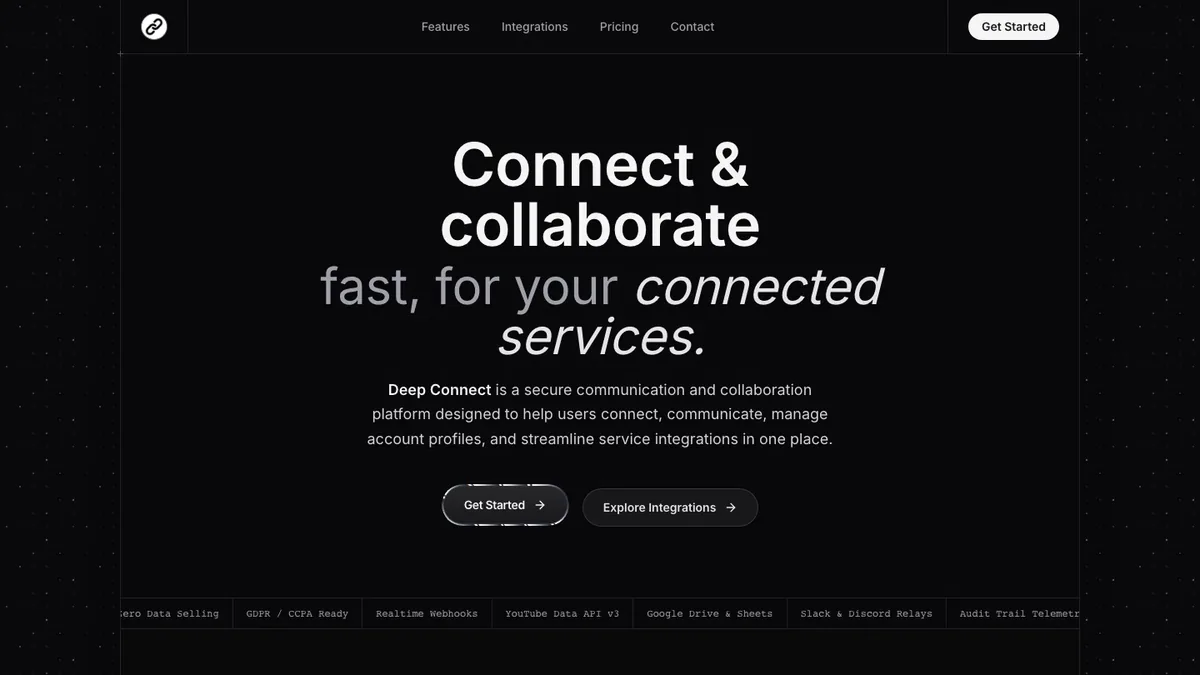 Features
Integrations
Pricing
Contact
Get Started
Connect &
collaborate
fast, for your connected
services.
Deep Connect is a secure communication and collaboration
platform designed to help users connect, communicate, manage
account profiles, and streamline service integrations in one place.
Get Started →
Explore Integrations →
Data Selling
GDPR / CCPA Ready
Realtime Webhooks
YouTube Data API v3
Google Drive & Sheets
Slack & Discord Relays
Audit Trail